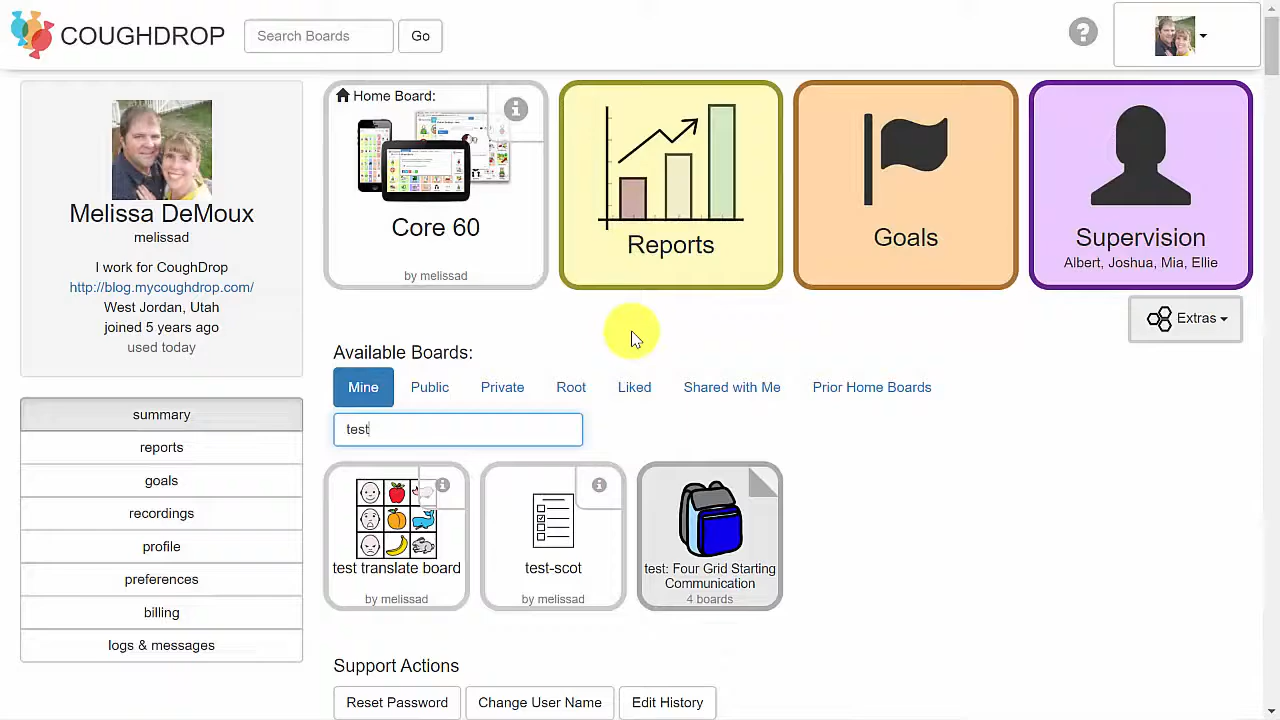 COUGHDROP
Search Boards
Go
?
Melissa DeMoux
melissad
I work for CoughDrop
http://blog.mycoughdrop.com/
West Jordan, Utah
joined 5 years ago
used today
summary
reports
goals
recordings
profile
preferences
billing
logs & messages
Home Board:
Core 60
by melissad
Reports
Goals
Supervision
Albert, Joshua, Mia, Ellie
Extras
Available Boards:
Mine Public Private Root Liked Shared with Me Prior Home Boards
test
test translate board
by melissad
test-scot
by melissad
test: Four Grid Starting
Communication
4 boards
Support Actions
Reset Password Change User Name Edit History